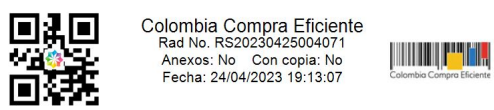 Colombia Compra Eficiente
Rad No. RS20230425004071
Anexos: No    Con copia: No
Fecha: 24/04/2023 19:13:07
Colombia Compra Eficiente